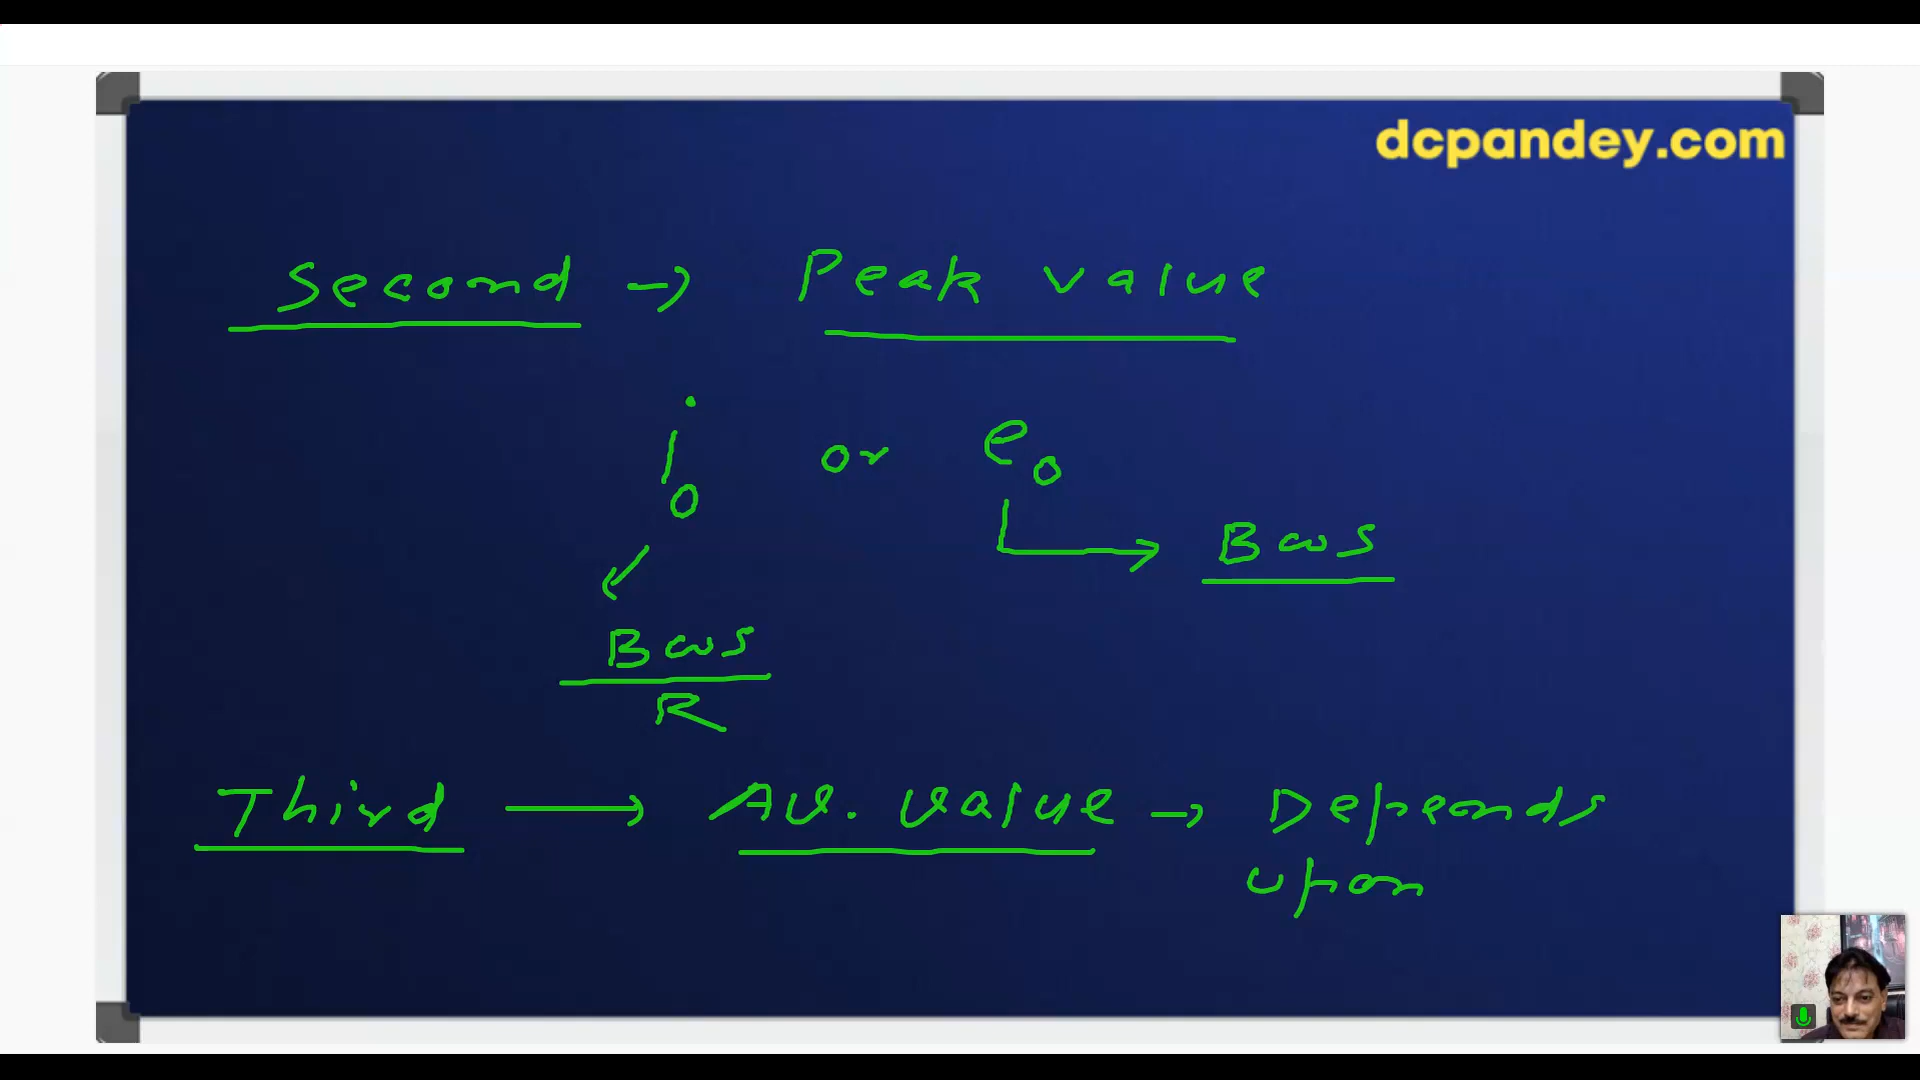 dcpandey.com
Second → Peak value
i₀ or e₀
→ Bωs
Bωs
R
Third → Av. value → Depends
upon